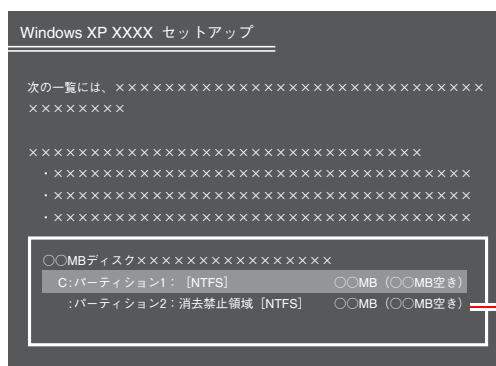 Windows XP XXXX セットアップ
次の一覧には、××××××××××××××××××××××××××××××
××××××××
××××××××××××××××××××××××××××××××
・××××××××××××××××××××××××××××××××××
・××××××××××××××××××××××××××××××××××
・××××××××××××××××××××××××××××××××××
○○MBディスク××××××××××××××××
C:パーティション1：［NTFS］ ○○MB（○○MB空き）
:パーティション2：消去禁止領域［NTFS］ ○○MB（○○MB空き）